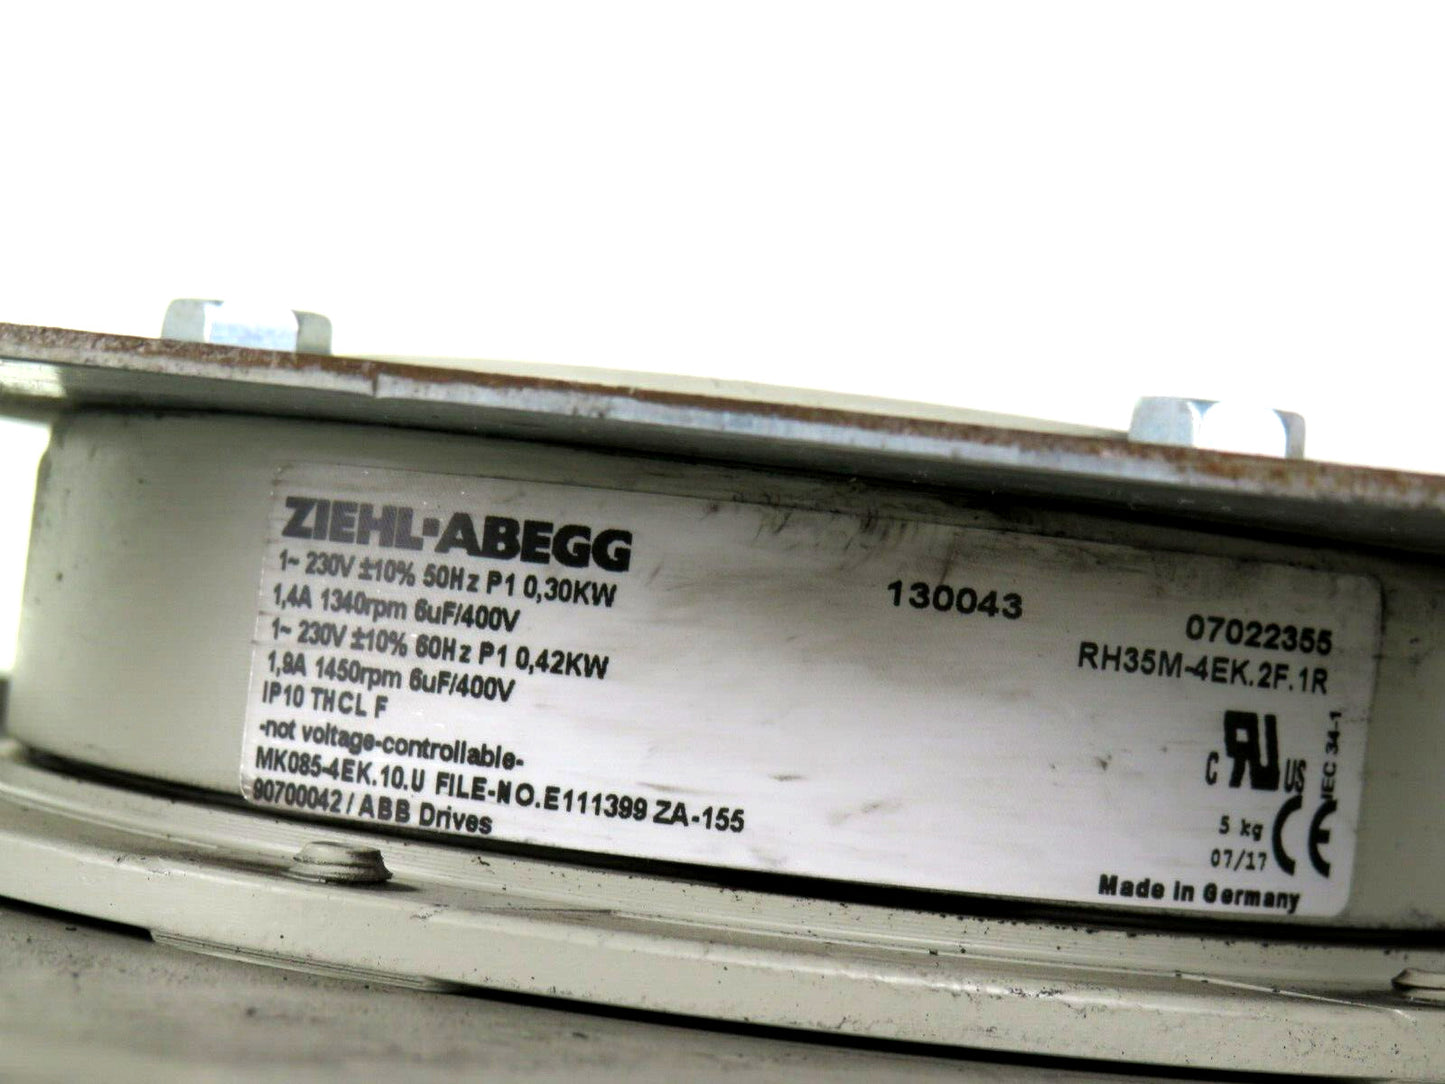 ZIEHL-ABEGG
1~ 230V ±10% 50Hz P1 0,30KW
1,4A 1340rpm 6uF/400V
1~ 230V ±10% 60Hz P1 0,42KW
1,9A 1450rpm 6uF/400V
IP10 THCL F
-not voltage-controllable-
MK085-4EK.10.U FILE-NO.E111399 ZA-155
90700042 / ABB Drives
130043
07022355
RH35M-4EK.2F.1R
c RU US
IEC 34-1
5 kg
07/17
CE
Made in Germany